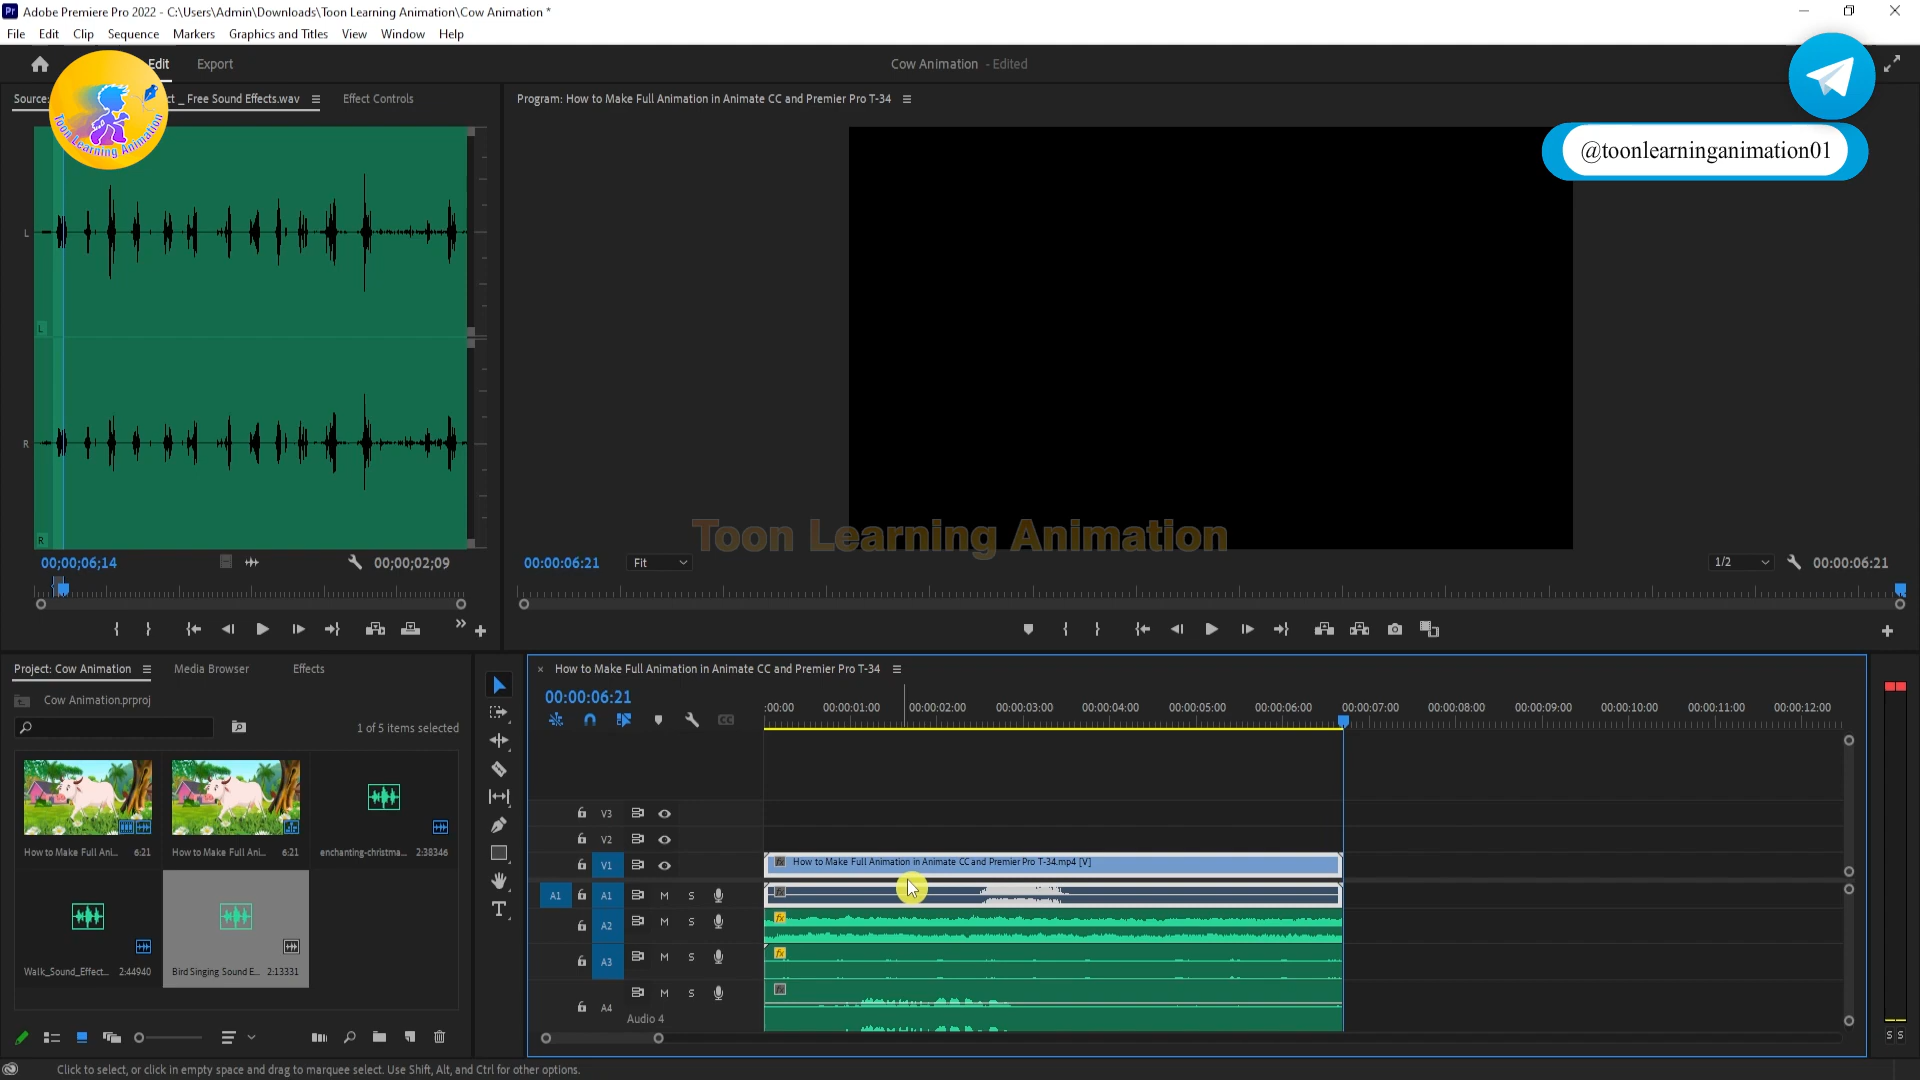 Pr Adobe Premiere Pro 2022 - C:\Users\Admin\Downloads\Toon Learning Animation\Cow Animation *
File Edit Clip Sequence Markers Graphics and Titles View Window Help
Edit Export
Cow Animation - Edited
Source: ct _ Free Sound Effects.wav Effect Controls
Program: How to Make Full Animation in Animate CC and Premier Pro T-34
Toon Learning Animation
@toonlearninganimation01
L
L
R
R
Toon Learning Animation
00;00;06;14 00;00;02;09
00:00:06:21 Fit 1/2 00:00:06:21
Project: Cow Animation Media Browser Effects
Cow Animation.prproj
1 of 5 items selected
How to Make Full Ani... 6:21 How to Make Full Ani... 6:21 enchanting-christma... 2:38346
Walk_Sound_Effect... 2:44940 Bird Singing Sound E... 2:13331
× How to Make Full Animation in Animate CC and Premier Pro T-34
00:00:06:21
:00:00 00:00:01:00 00:00:02:00 00:00:03:00 00:00:04:00 00:00:05:00 00:00:06:00 00:00:07:00 00:00:08:00 00:00:09:00 00:00:10:00 00:00:11:00 00:00:12:00
CC
V3
V2
V1 fx How to Make Full Animation in Animate CC and Premier Pro T-34.mp4 [V]
A1 A1 M S fx
A2 M S fx
A3 M S fx
A4 M S fx
Audio 4
S S
Click to select, or click in empty space and drag to marquee select. Use Shift, Alt, and Ctrl for other options.